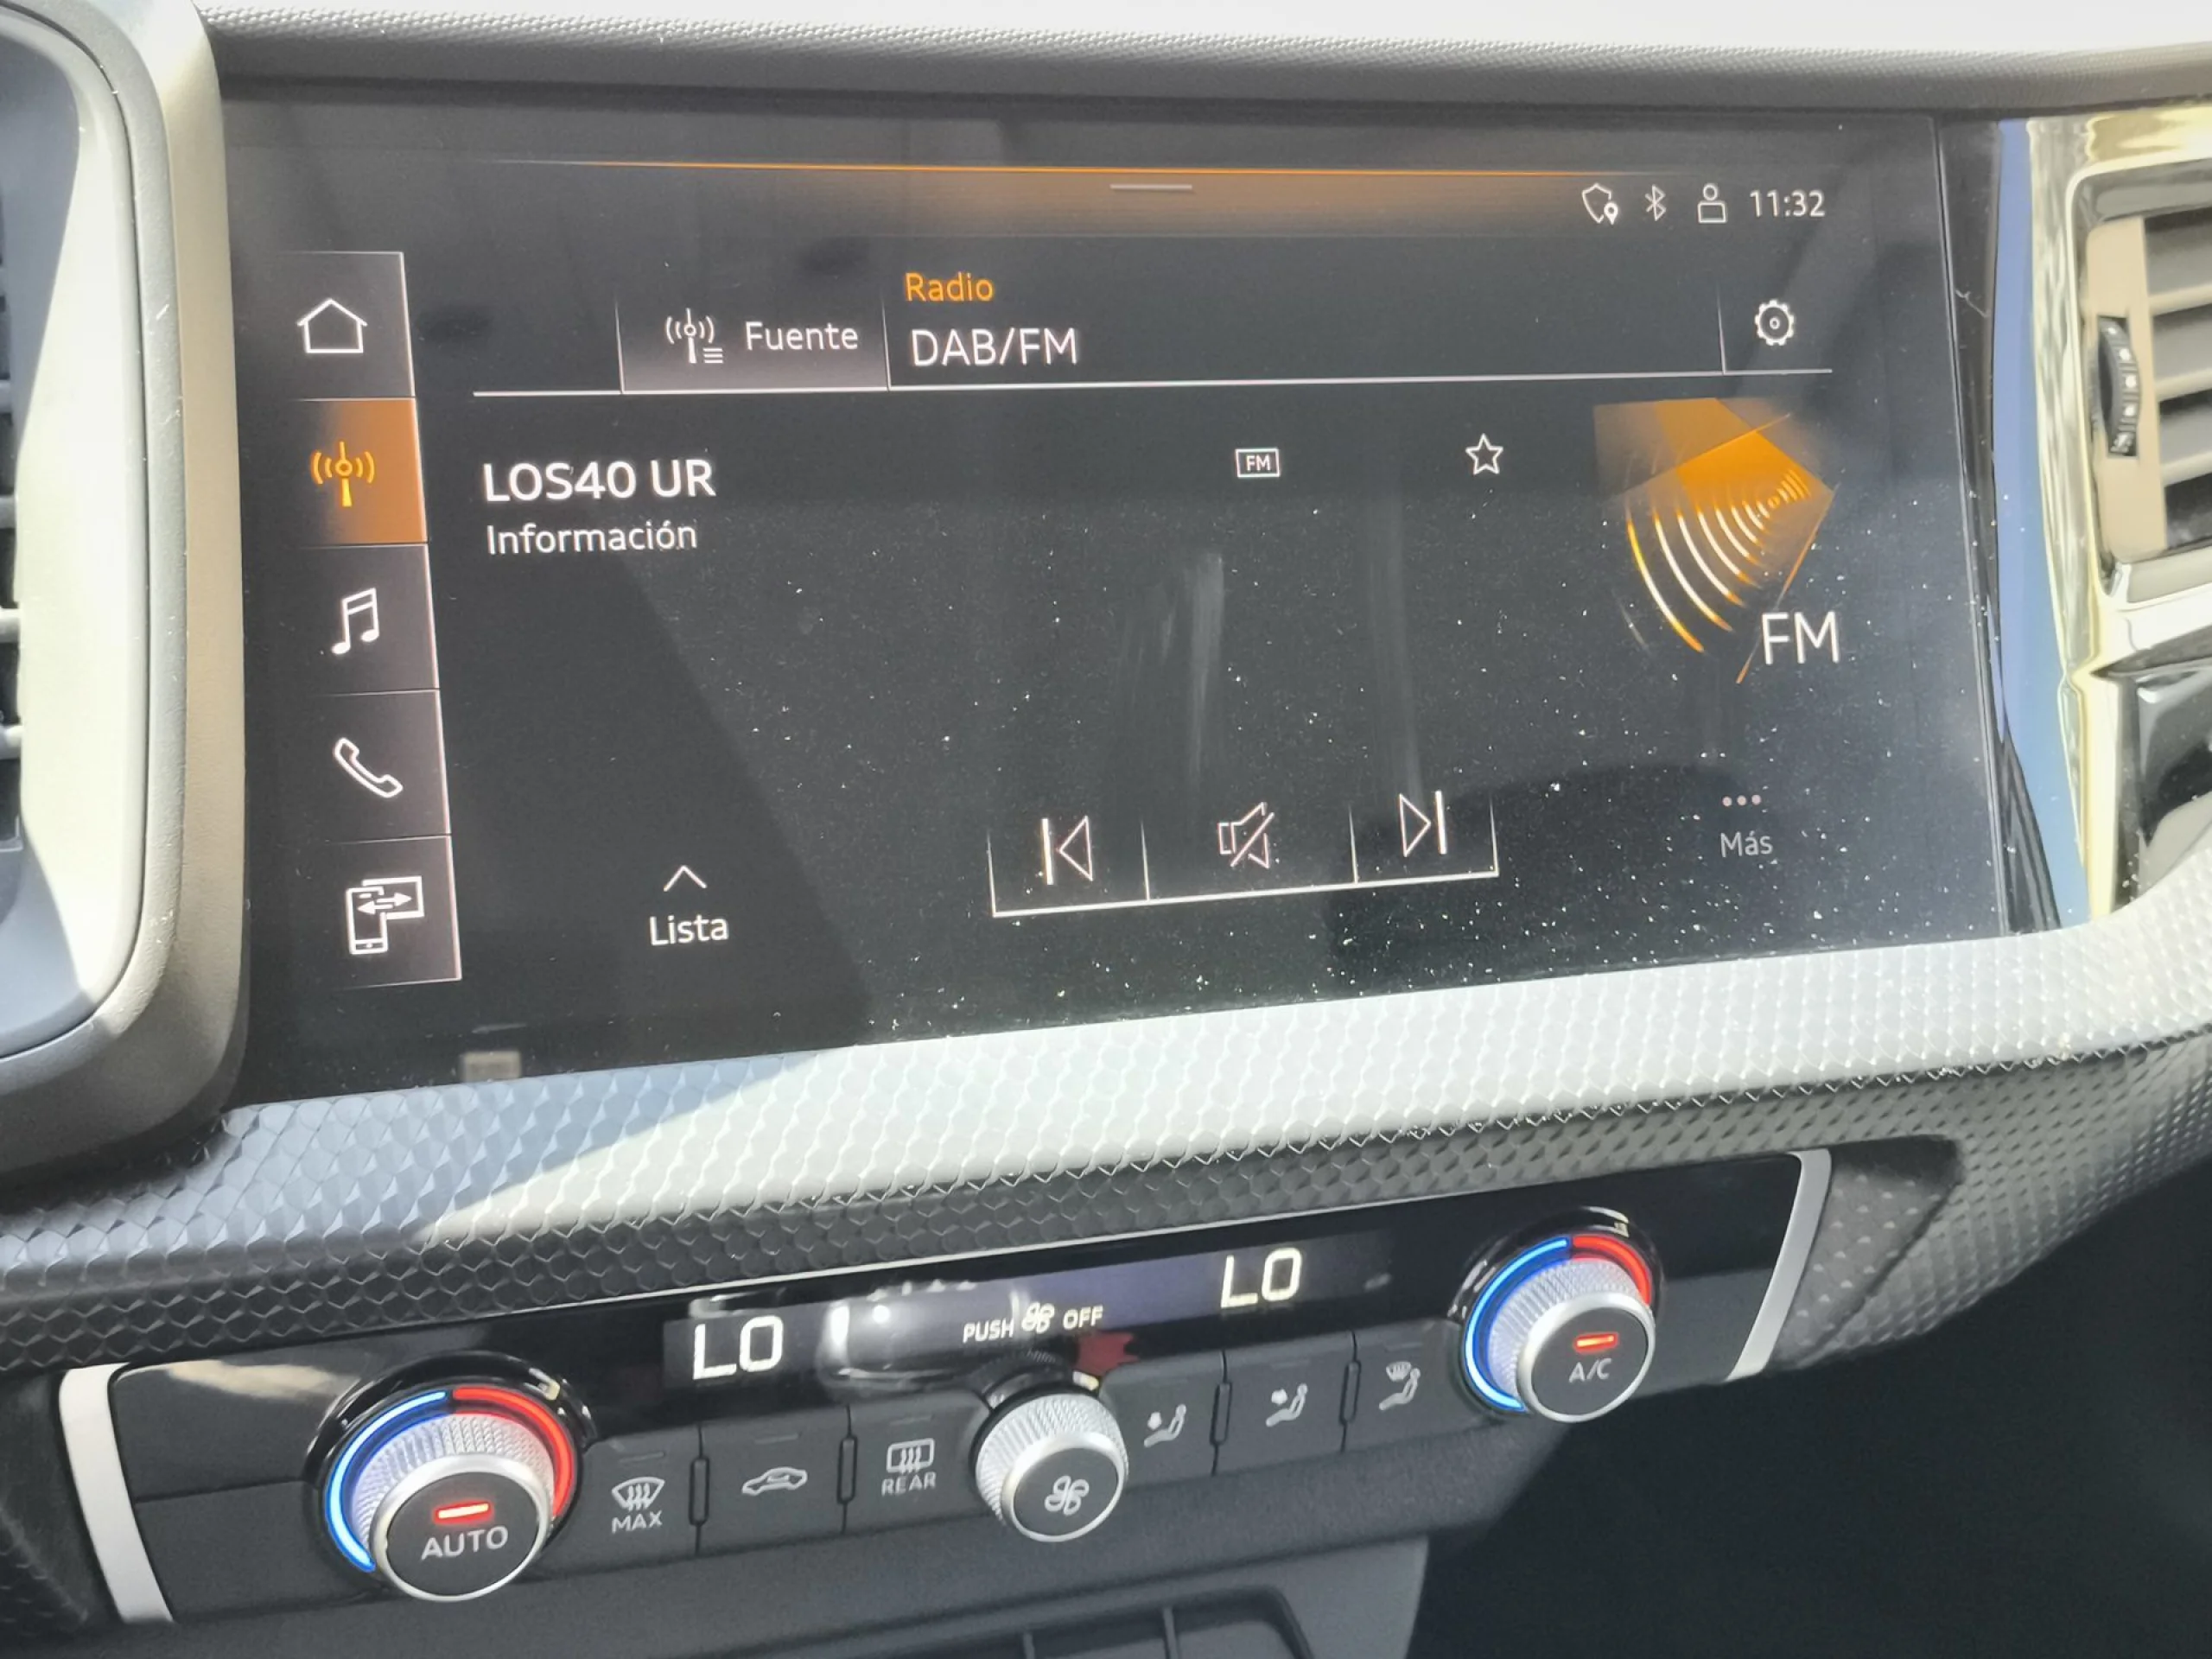 11:32
Radio
Fuente
DAB/FM
LOS40 UR
FM
Información
FM
Más
Lista
LO
PUSH OFF
LO
A/C
AUTO
MAX
REAR